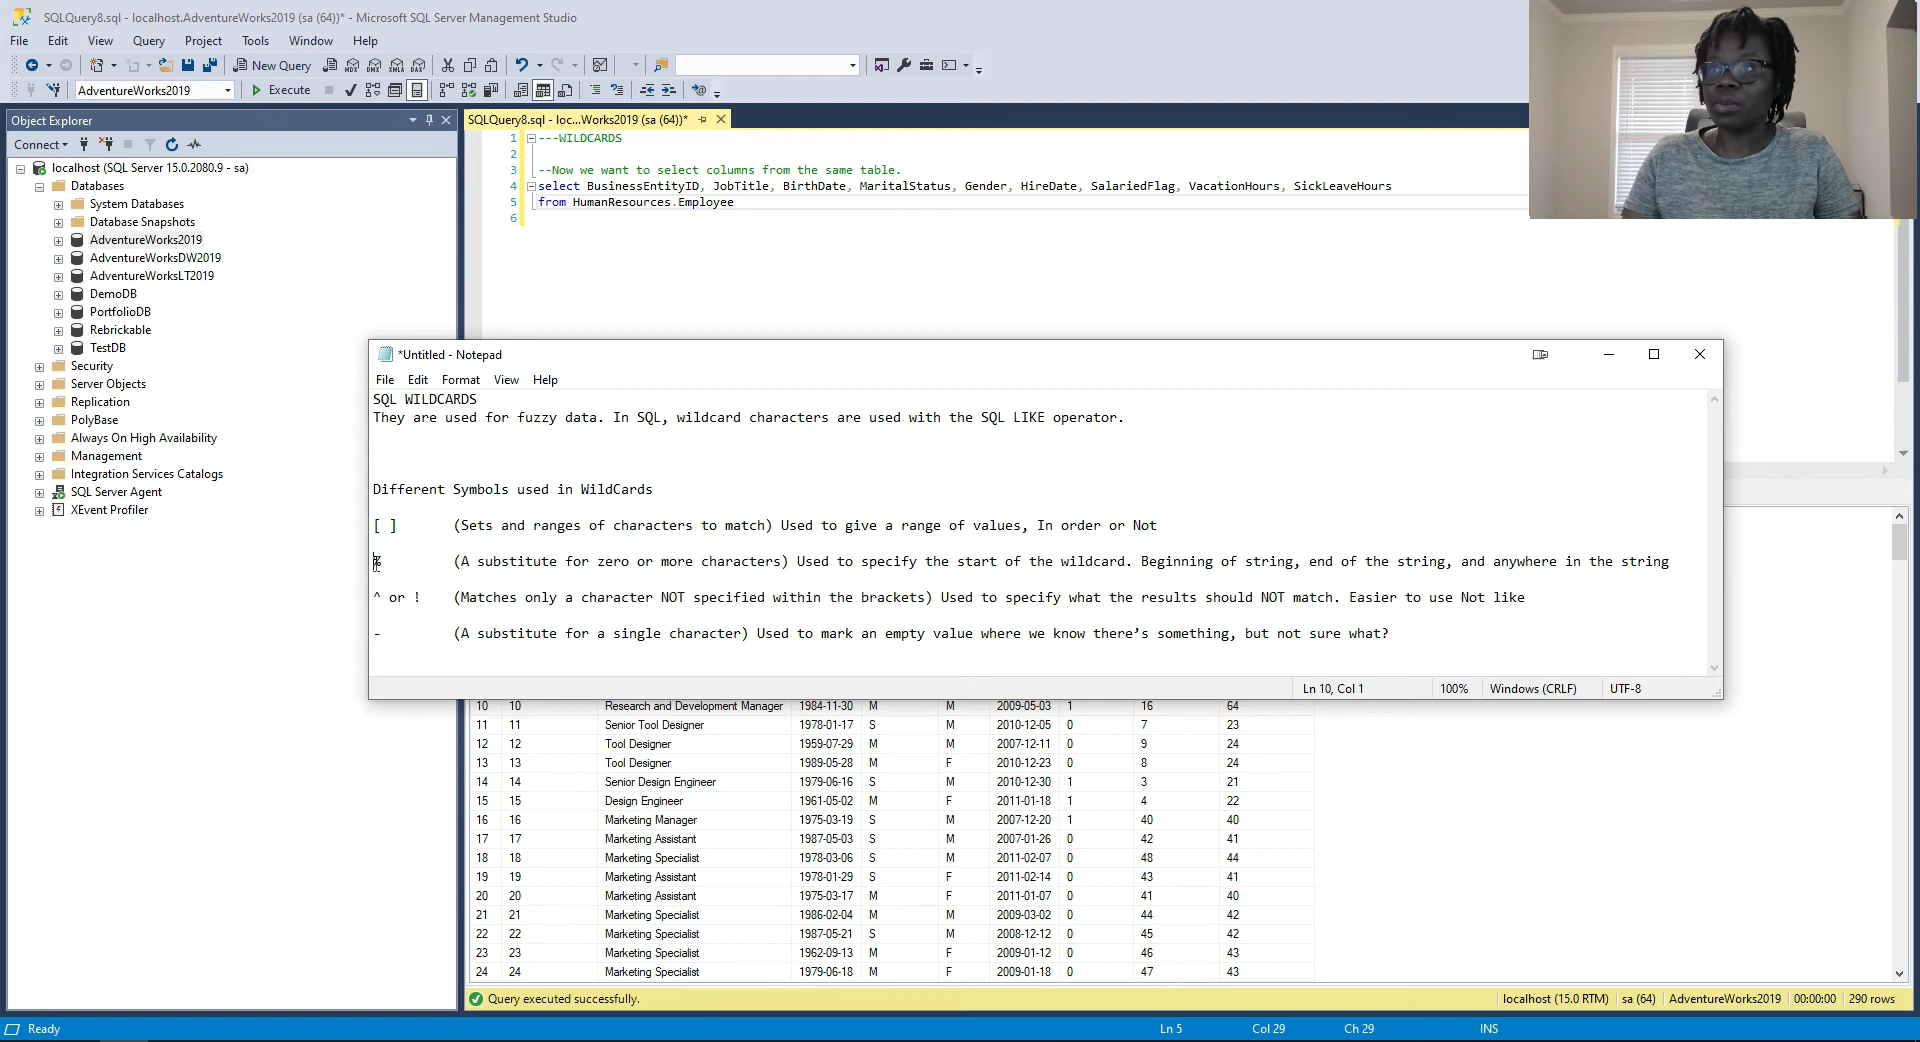 SQLQuery8.sql - localhost.AdventureWorks2019 (sa (64))* - Microsoft SQL Server Management Studio
File Edit View Query Project Tools Window Help
New Query
AdventureWorks2019 Execute
Object Explorer
Connect
localhost (SQL Server 15.0.2080.9 - sa)
Databases
System Databases
Database Snapshots
AdventureWorks2019
AdventureWorksDW2019
AdventureWorksLT2019
DemoDB
PortfolioDB
Rebrickable
TestDB
Security
Server Objects
Replication
PolyBase
Always On High Availability
Management
Integration Services Catalogs
SQL Server Agent
XEvent Profiler
SQLQuery8.sql - loc...Works2019 (sa (64))*
1 ---WILDCARDS
2
3 --Now we want to select columns from the same table.
4 select BusinessEntityID, JobTitle, BirthDate, MaritalStatus, Gender, HireDate, SalariedFlag, VacationHours, SickLeaveHours
5 from HumanResources.Employee
6
*Untitled - Notepad
File Edit Format View Help
SQL WILDCARDS
They are used for fuzzy data. In SQL, wildcard characters are used with the SQL LIKE operator.
Different Symbols used in WildCards
[ ] (Sets and ranges of characters to match) Used to give a range of values, In order or Not
% (A substitute for zero or more characters) Used to specify the start of the wildcard. Beginning of string, end of the string, and anywhere in the string
^ or ! (Matches only a character NOT specified within the brackets) Used to specify what the results should NOT match. Easier to use Not like
- (A substitute for a single character) Used to mark an empty value where we know there’s something, but not sure what?
Ln 10, Col 1 100% Windows (CRLF) UTF-8
10 10 Research and Development Manager 1984-11-30 M M 2009-05-03 1 16 64
11 11 Senior Tool Designer 1978-01-17 S M 2010-12-05 0 7 23
12 12 Tool Designer 1959-07-29 M M 2007-12-11 0 9 24
13 13 Tool Designer 1989-05-28 M F 2010-12-23 0 8 24
14 14 Senior Design Engineer 1979-06-16 S M 2010-12-30 1 3 21
15 15 Design Engineer 1961-05-02 M F 2011-01-18 1 4 22
16 16 Marketing Manager 1975-03-19 S M 2007-12-20 1 40 40
17 17 Marketing Assistant 1987-05-03 S M 2007-01-26 0 42 41
18 18 Marketing Specialist 1978-03-06 S M 2011-02-07 0 48 44
19 19 Marketing Assistant 1978-01-29 S F 2011-02-14 0 43 41
20 20 Marketing Assistant 1975-03-17 M F 2011-01-07 0 41 40
21 21 Marketing Specialist 1986-02-04 M M 2009-03-02 0 44 42
22 22 Marketing Specialist 1987-05-21 S M 2008-12-12 0 45 42
23 23 Marketing Specialist 1962-09-13 M F 2009-01-12 0 46 43
24 24 Marketing Specialist 1979-06-18 M F 2009-01-18 0 47 43
Query executed successfully. localhost (15.0 RTM) sa (64) AdventureWorks2019 00:00:00 290 rows
Ready Ln 5 Col 29 Ch 29 INS